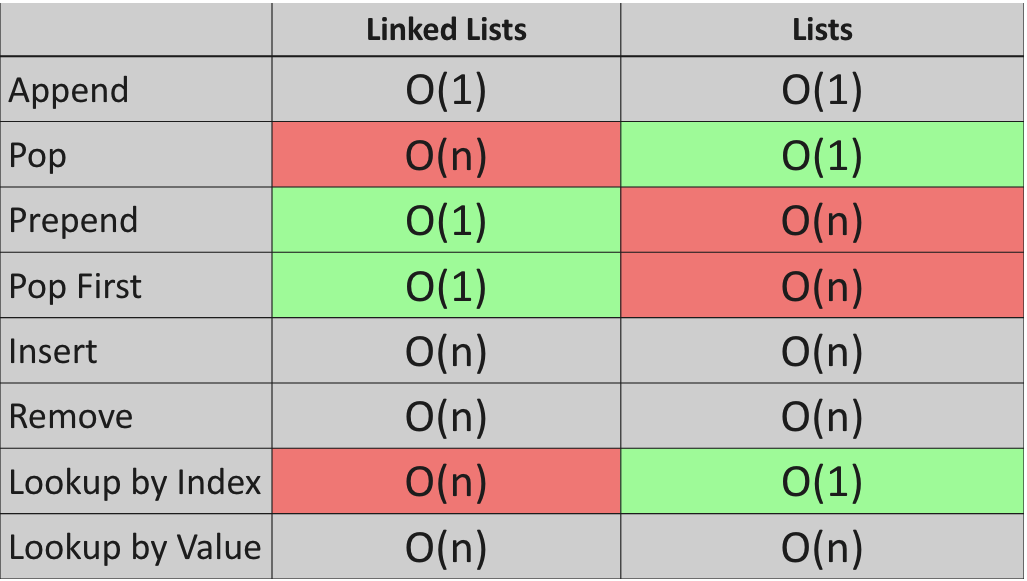 Linked Lists Lists
Append O(1) O(1)
Pop O(n) O(1)
Prepend O(1) O(n)
Pop First O(1) O(n)
Insert O(n) O(n)
Remove O(n) O(n)
Lookup by Index O(n) O(1)
Lookup by Value O(n) O(n)